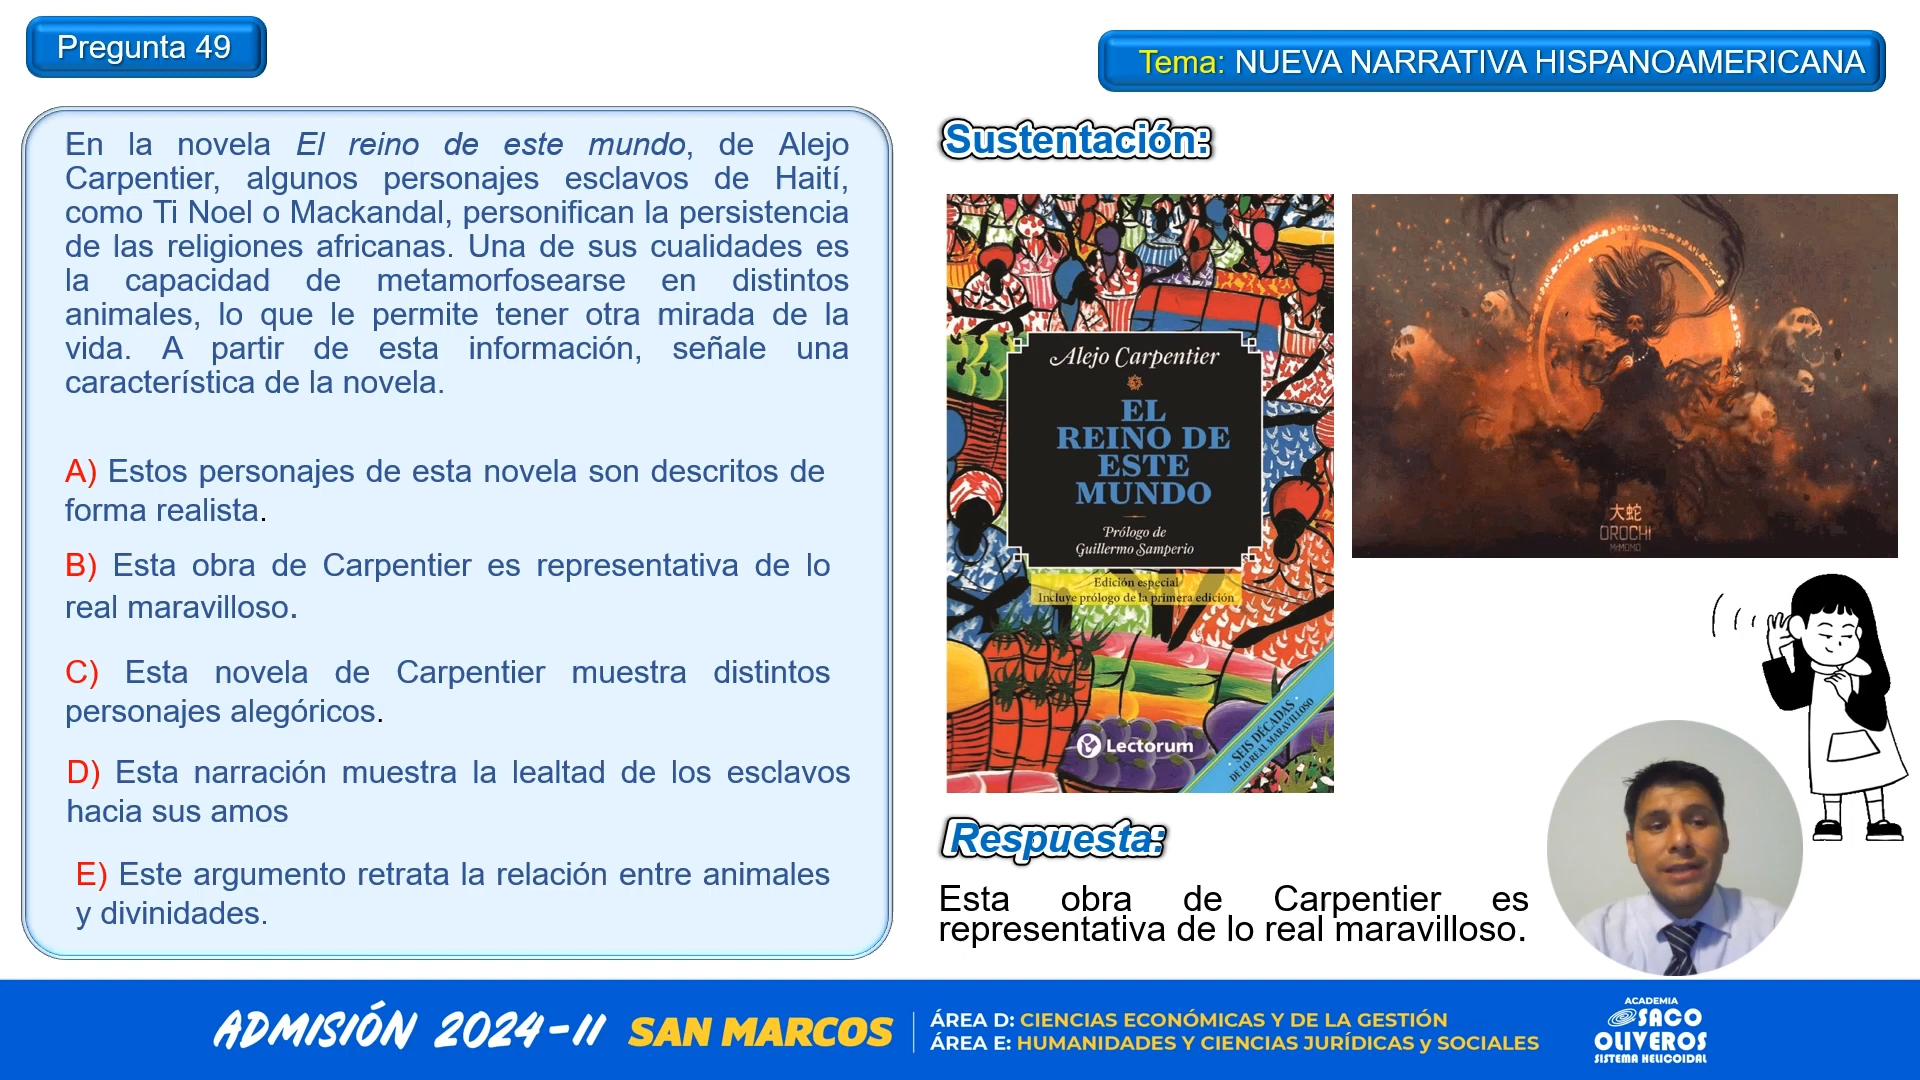 Pregunta 49
Tema: NUEVA NARRATIVA HISPANOAMERICANA
En la novela El reino de este mundo, de Alejo
Carpentier, algunos personajes esclavos de Haití,
como Ti Noel o Mackandal, personifican la persistencia
de las religiones africanas. Una de sus cualidades es
la capacidad de metamorfosearse en distintos
animales, lo que le permite tener otra mirada de la
vida. A partir de esta información, señale una
característica de la novela.
A) Estos personajes de esta novela son descritos de
forma realista.
B) Esta obra de Carpentier es representativa de lo
real maravilloso.
C) Esta novela de Carpentier muestra distintos
personajes alegóricos.
D) Esta narración muestra la lealtad de los esclavos
hacia sus amos
E) Este argumento retrata la relación entre animales
y divinidades.
Sustentación:
Alejo Carpentier
EL
REINO DE
ESTE
MUNDO
Prólogo de
Guillermo Samperio
Edición especial
Incluye prólogo de la primera edición
SEIS DÉCADAS
DE LO REAL MARAVILLOSO
Lectorum
大蛇
OROCHI
Respuesta:
Esta obra de Carpentier es
representativa de lo real maravilloso.
ADMISIÓN 2024-II SAN MARCOS
ÁREA D: CIENCIAS ECONÓMICAS Y DE LA GESTIÓN
ÁREA E: HUMANIDADES Y CIENCIAS JURÍDICAS y SOCIALES
ACADEMIA
SACO
OLIVEROS
SISTEMA HELICOIDAL